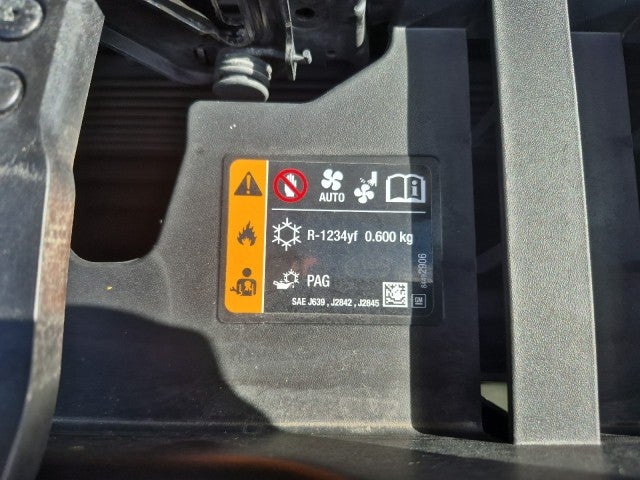 AUTO
R-1234yf 0.600 kg
PAG
SAE J639 , J2842 , J2845
GM